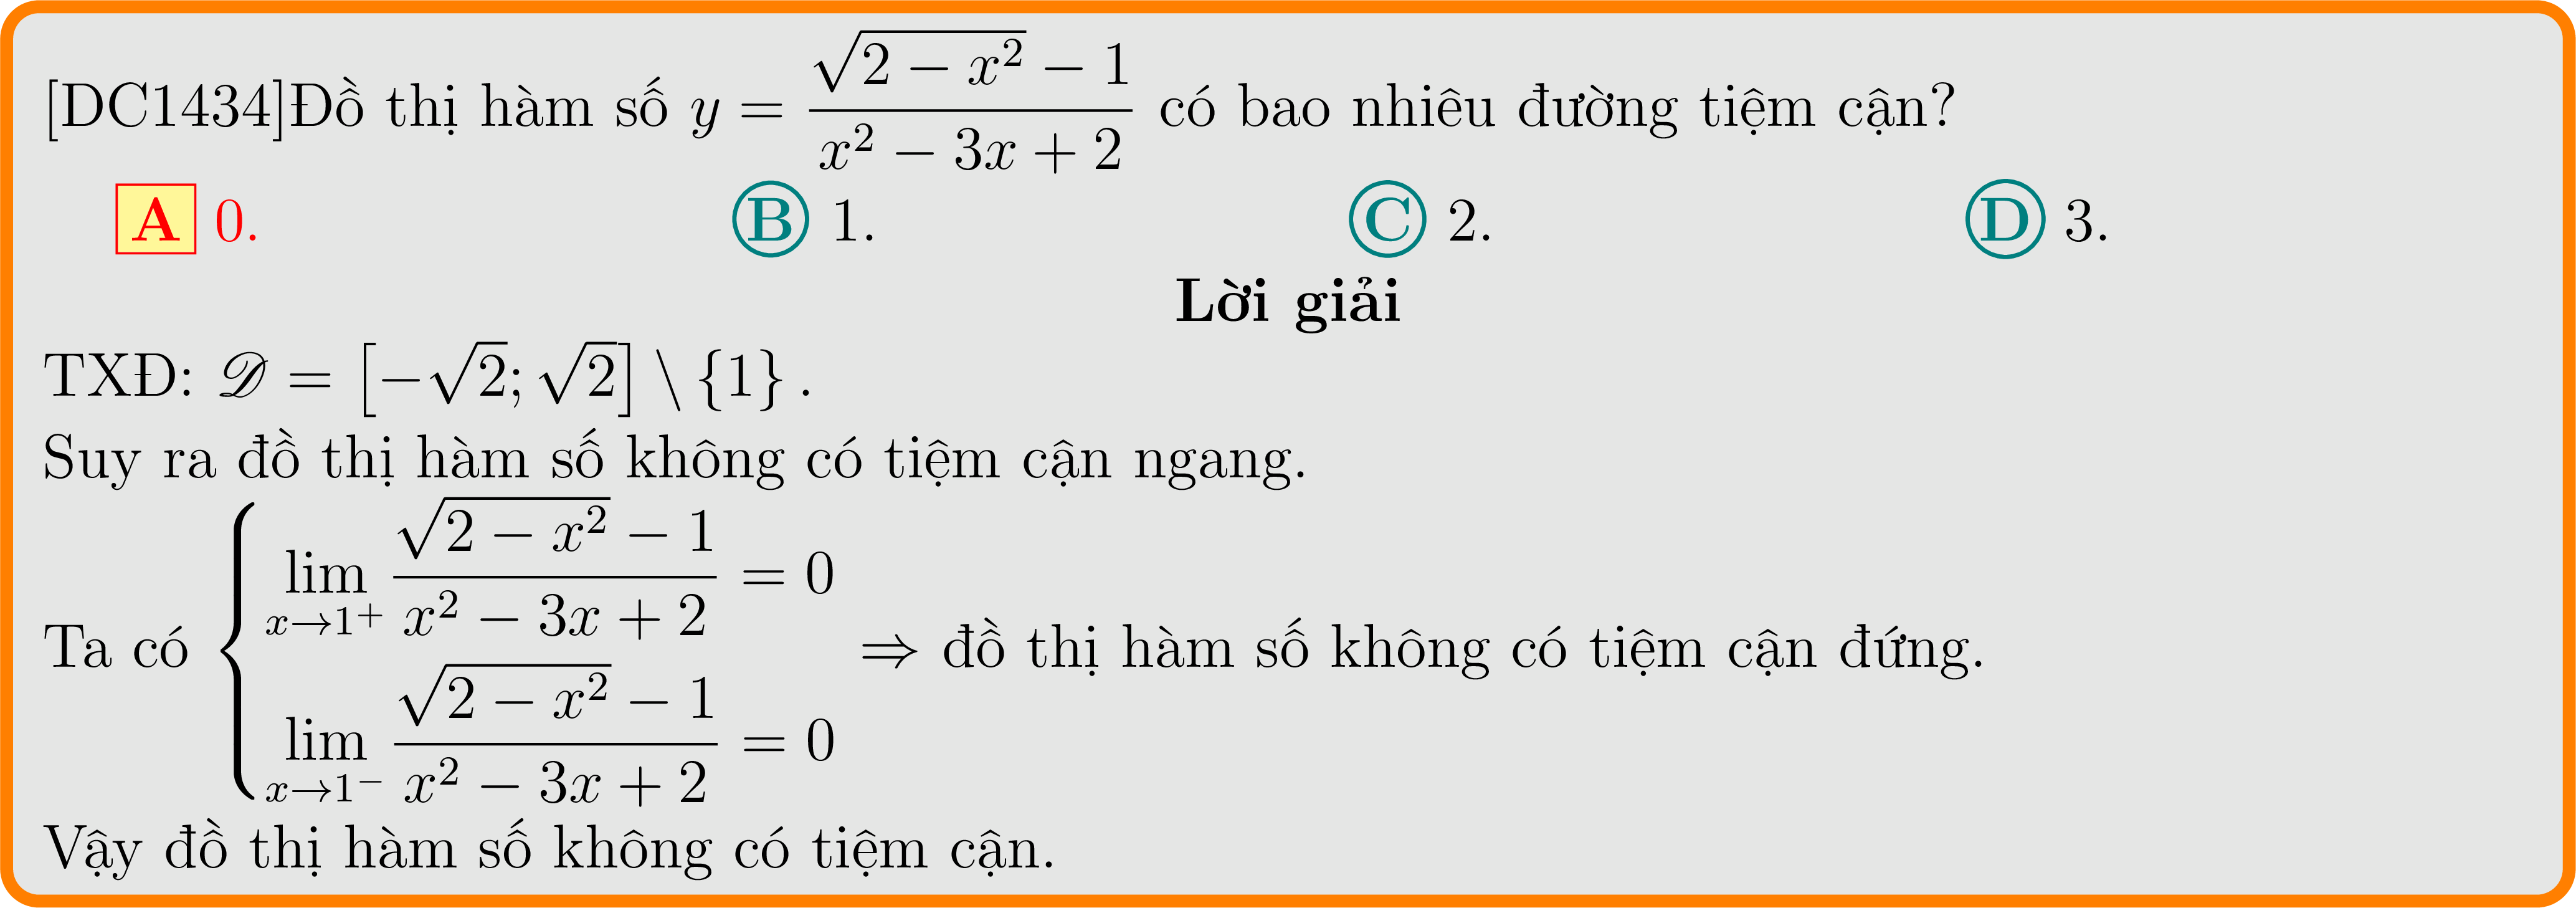 [DC1434]Đồ thị hàm số $y = \dfrac{\sqrt{2 - x^2} - 1}{x^2 - 3x + 2}$ có bao nhiêu đường tiệm cận?
A 0. B 1. C 2. D 3.
Lời giải
TXĐ: $\mathscr{D} = \left[-\sqrt{2}; \sqrt{2}\right] \setminus \{1\}$ .
Suy ra đồ thị hàm số không có tiệm cận ngang.
Ta có $\begin{cases} \lim\limits_{x \to 1^+} \dfrac{\sqrt{2 - x^2} - 1}{x^2 - 3x + 2} = 0 \\ \lim\limits_{x \to 1^-} \dfrac{\sqrt{2 - x^2} - 1}{x^2 - 3x + 2} = 0 \end{cases}$ ⇒ đồ thị hàm số không có tiệm cận đứng.
Vậy đồ thị hàm số không có tiệm cận.